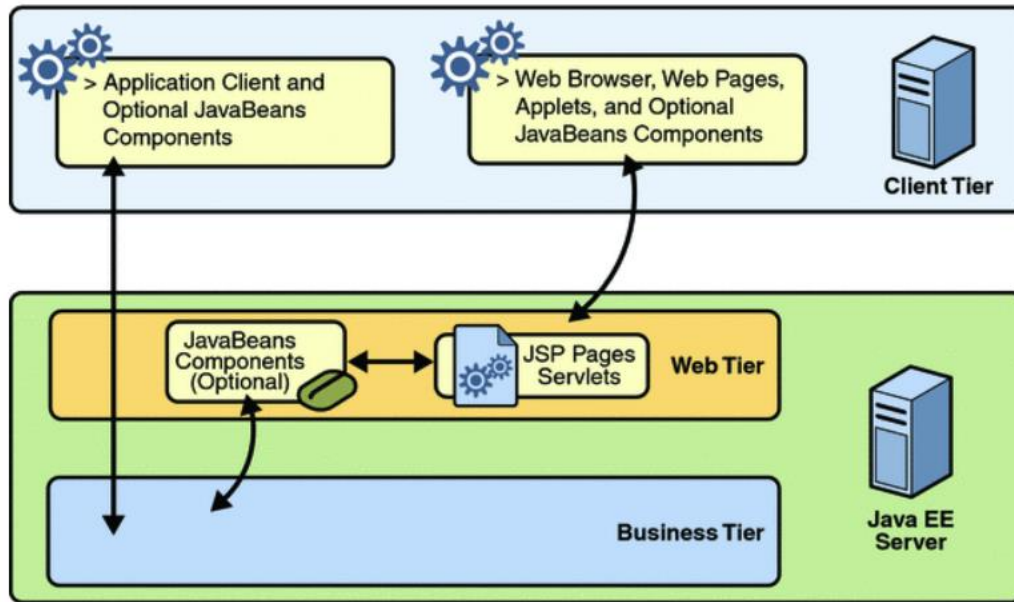 > Application Client and
Optional JavaBeans
Components
> Web Browser, Web Pages,
Applets, and Optional
JavaBeans Components
Client Tier
JavaBeans
Components
(Optional)
JSP Pages
Servlets
Web Tier
Business Tier
Java EE
Server